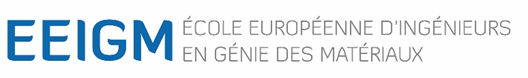 EEIGM
ÉCOLE EUROPÉENNE D'INGÉNIEURS
EN GÉNIE DES MATÉRIAUX